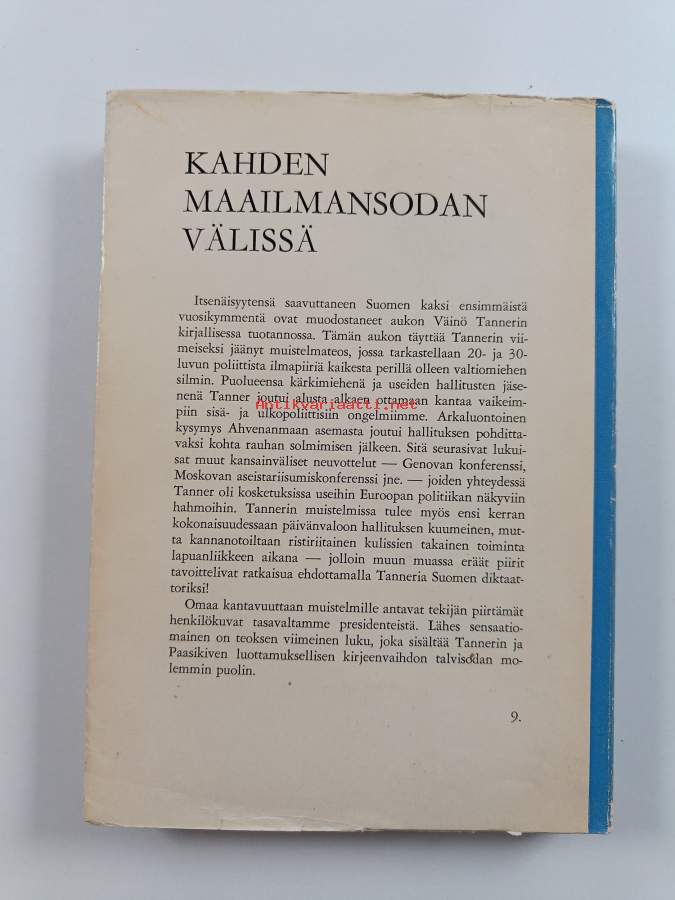 KAHDEN
MAAILMANSODAN
VÄLISSÄ
Itsenäisyytensä saavuttaneen Suomen kaksi ensimmäistä
vuosikymmentä ovat muodostaneet aukon Väinö Tannerin
kirjallisessa tuotannossa. Tämän aukon täyttää Tannerin vii-
meiseksi jäänyt muistelmateos, jossa tarkastellaan 20- ja 30-
luvun poliittista ilmapiiriä kaikesta perillä olleen valtiomiehen
silmin. Puolueensa kärkimiehenä ja useiden hallitusten jäse-
nenä Tanner joutui alusta alkaen ottamaan kantaa vaikeim-
Antikvariaatti.net
piin sisä- ja ulkopoliittisiin ongelmiimme. Arkaluontoinen
kysymys Ahvenanmaan asemasta joutui hallituksen pohditta-
vaksi kohta rauhan solmimisen jälkeen. Sitä seurasivat lukui-
sat muut kansainväliset neuvottelut — Genovan konferenssi,
Moskovan aseistariisumiskonferenssi jne. — joiden yhteydessä
Tanner oli kosketuksissa useihin Euroopan politiikan näkyviin
hahmoihin. Tannerin muistelmissa tulee myös ensi kerran
kokonaisuudessaan päivänvaloon hallituksen kuumeinen, mut-
ta kannanotoiltaan ristiriitainen kulissien takainen toiminta
lapuanliikkeen aikana — jolloin muun muassa eräät piirit
tavoittelivat ratkaisua ehdottamalla Tanneria Suomen diktaat-
toriksi!
Omaa kantavuuttaan muistelmille antavat tekijän piirtämät
henkilökuvat tasavaltamme presidenteistä. Lähes sensaatio-
mainen on teoksen viimeinen luku, joka sisältää Tannerin ja
Paasikiven luottamuksellisen kirjeenvaihdon talvisodan mo-
lemmin puolin.
9.